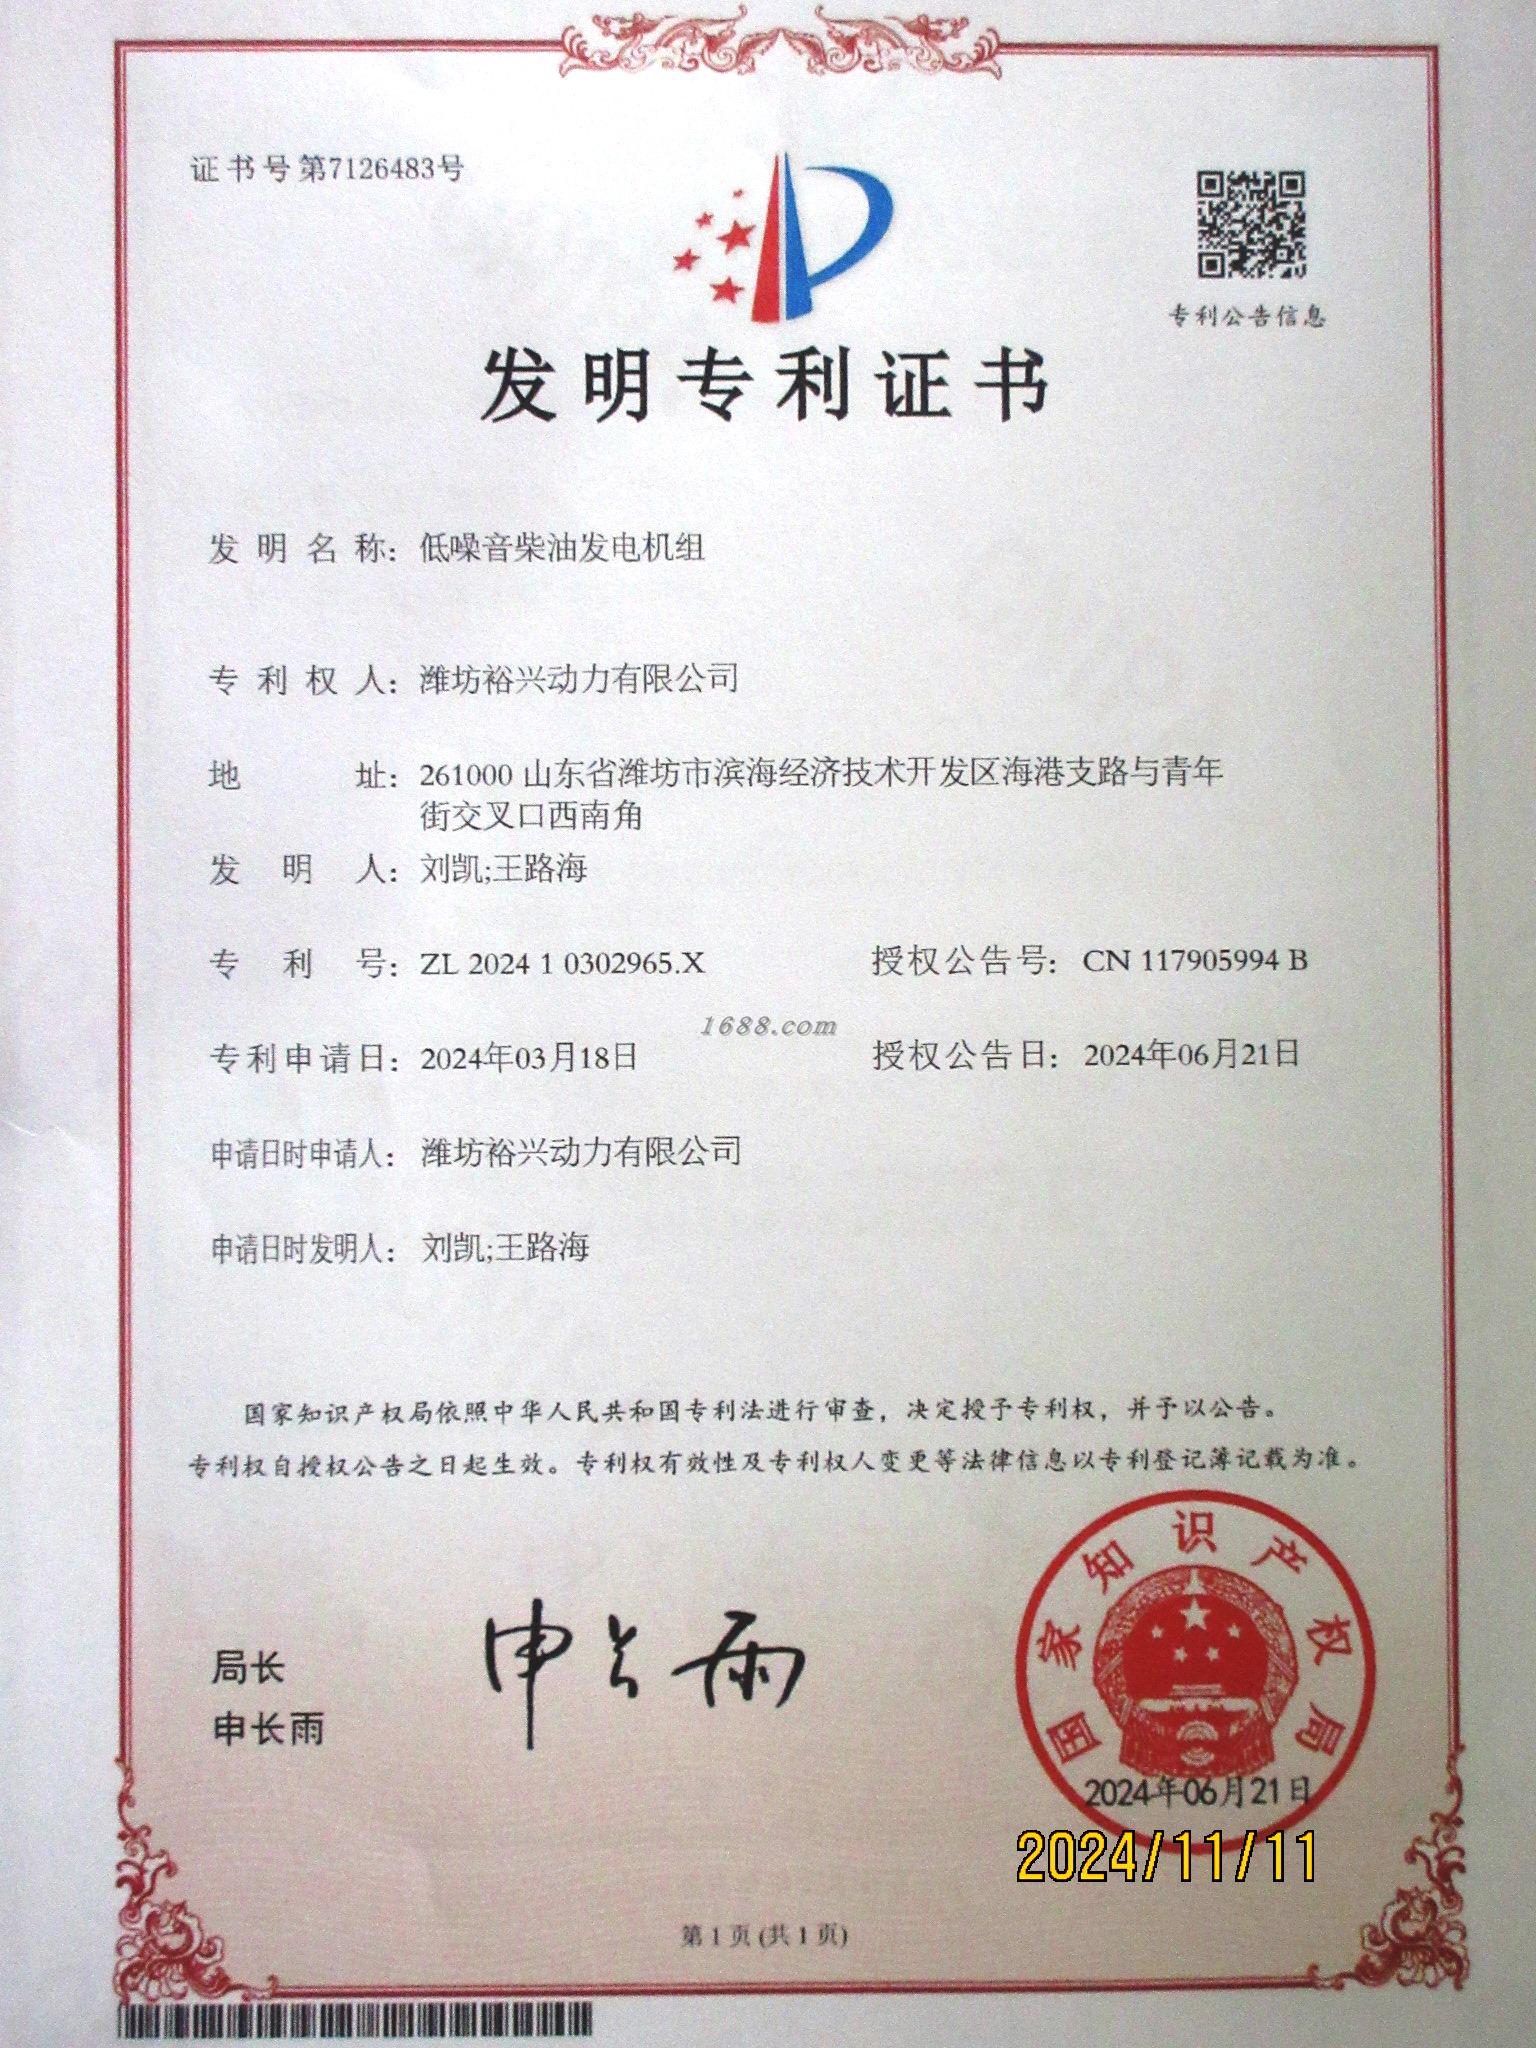 证书号第7126483号
专利公告信息
发明专利证书
发明名称：低噪音柴油发电机组
专利权人：潍坊裕兴动力有限公司
地址：261000 山东省潍坊市滨海经济技术开发区海港支路与青年
街交叉口西南角
发明人：刘凯;王路海
专利号：ZL 2024 1 0302965.X 授权公告号：CN 117905994 B
1688.com
专利申请日：2024年03月18日 授权公告日：2024年06月21日
申请日时申请人：潍坊裕兴动力有限公司
申请日时发明人：刘凯;王路海
国家知识产权局依照中华人民共和国专利法进行审查，决定授予专利权，并予以公告。
专利权自授权公告之日起生效。专利权有效性及专利权人变更等法律信息以专利登记簿记载为准。
局长
申长雨
申长雨
国家知识产权局
2024年06月21日
2024/11/11
第 1 页 (共 1 页)